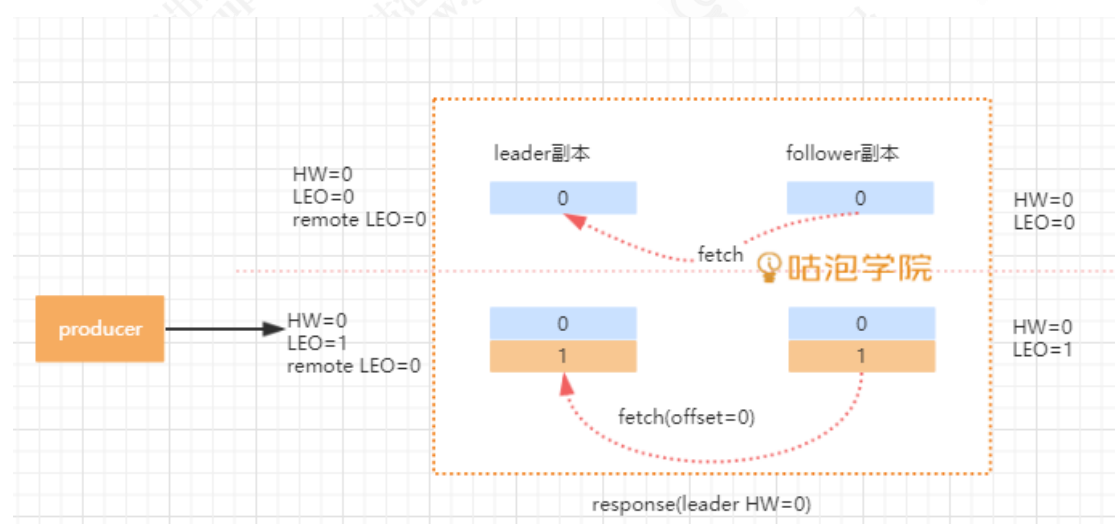 leader副本
follower副本
HW=0
LEO=0
remote LEO=0
0
0
HW=0
LEO=0
fetch
咕泡学院
producer
HW=0
LEO=1
remote LEO=0
0
1
0
1
HW=0
LEO=1
fetch(offset=0)
response(leader HW=0)